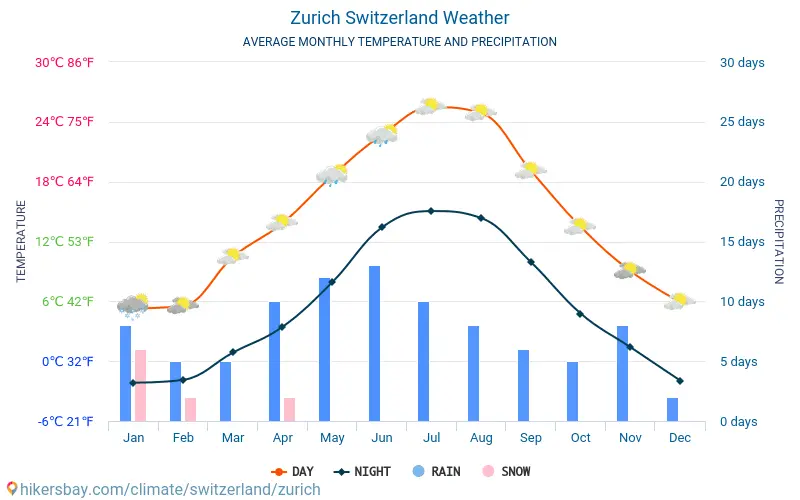 Zurich Switzerland Weather
AVERAGE MONTHLY TEMPERATURE AND PRECIPITATION
30℃ 86℉ 30 days
24℃ 75℉ 25 days
18℃ 64℉ 20 days
12℃ 53℉ 15 days
6℃ 42℉ 10 days
0℃ 32℉ 5 days
-6℃ 21℉ 0 days
TEMPERATURE
PRECIPITATION
Jan Feb Mar Apr May Jun Jul Aug Sep Oct Nov Dec
DAY NIGHT RAIN SNOW
hikersbay.com/climate/switzerland/zurich